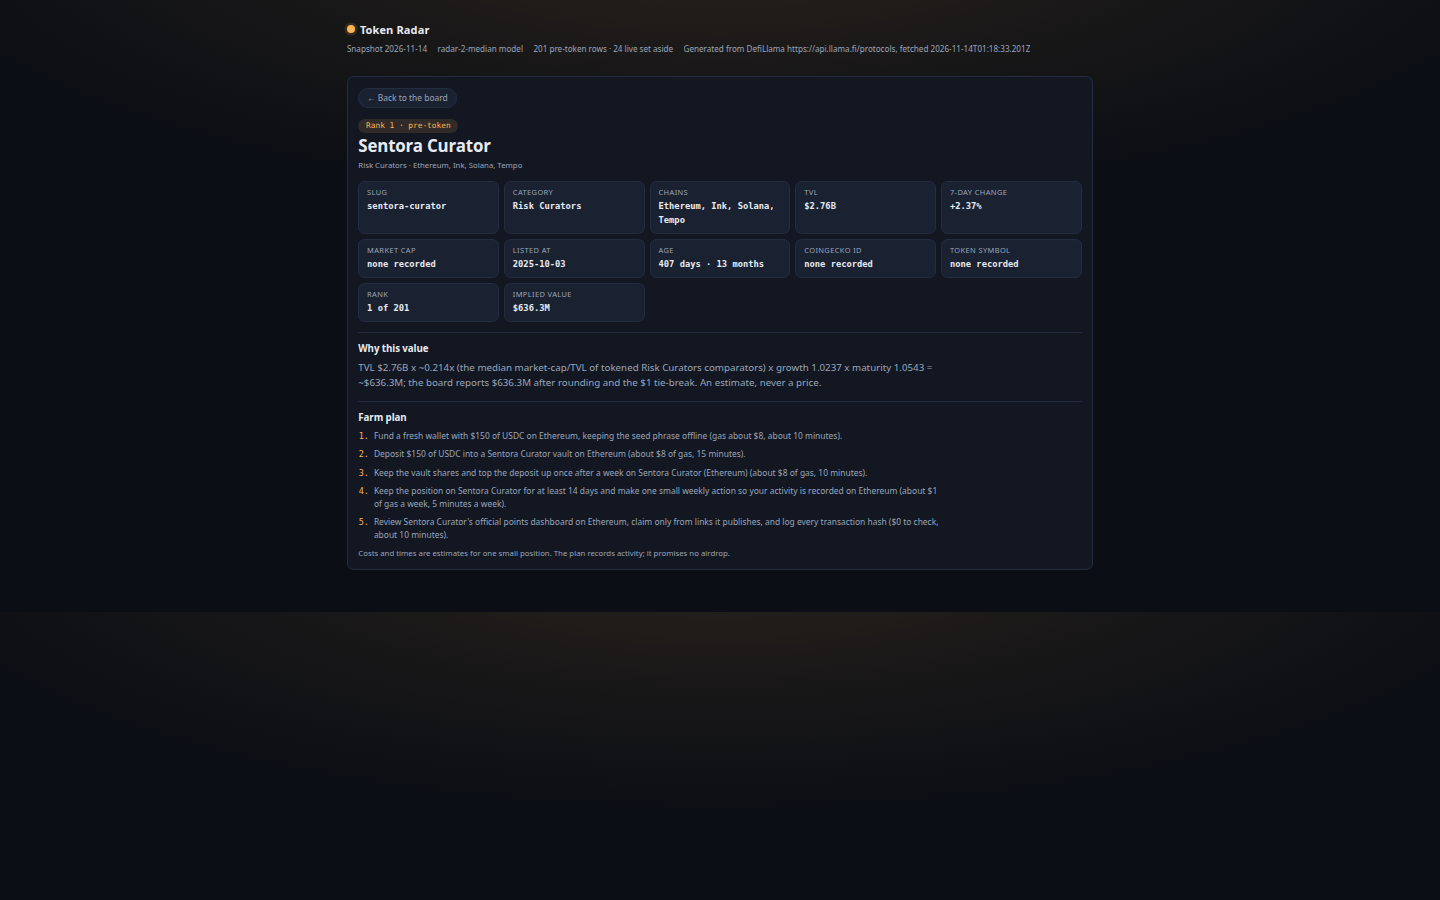 Token Radar
Snapshot 2026-11-14 radar-2-median model 201 pre-token rows · 24 live set aside Generated from DefiLlama https://api.llama.fi/protocols, fetched 2026-11-14T01:18:33.201Z
← Back to the board
Rank 1 · pre-token
Sentora Curator
Risk Curators · Ethereum, Ink, Solana, Tempo
SLUG
sentora-curator
CATEGORY
Risk Curators
CHAINS
Ethereum, Ink, Solana,
Tempo
TVL
$2.76B
7-DAY CHANGE
+2.37%
MARKET CAP
none recorded
LISTED AT
2025-10-03
AGE
407 days · 13 months
COINGECKO ID
none recorded
TOKEN SYMBOL
none recorded
RANK
1 of 201
IMPLIED VALUE
$636.3M
Why this value
TVL $2.76B x ~0.214x (the median market-cap/TVL of tokened Risk Curators comparators) x growth 1.0237 x maturity 1.0543 =
~$636.3M; the board reports $636.3M after rounding and the $1 tie-break. An estimate, never a price.
Farm plan
1. Fund a fresh wallet with $150 of USDC on Ethereum, keeping the seed phrase offline (gas about $8, about 10 minutes).
2. Deposit $150 of USDC into a Sentora Curator vault on Ethereum (about $8 of gas, 15 minutes).
3. Keep the vault shares and top the deposit up once after a week on Sentora Curator (Ethereum) (about $8 of gas, 10 minutes).
4. Keep the position on Sentora Curator for at least 14 days and make one small weekly action so your activity is recorded on Ethereum (about $1
of gas a week, 5 minutes a week).
5. Review Sentora Curator's official points dashboard on Ethereum, claim only from links it publishes, and log every transaction hash ($0 to check,
about 10 minutes).
Costs and times are estimates for one small position. The plan records activity; it promises no airdrop.